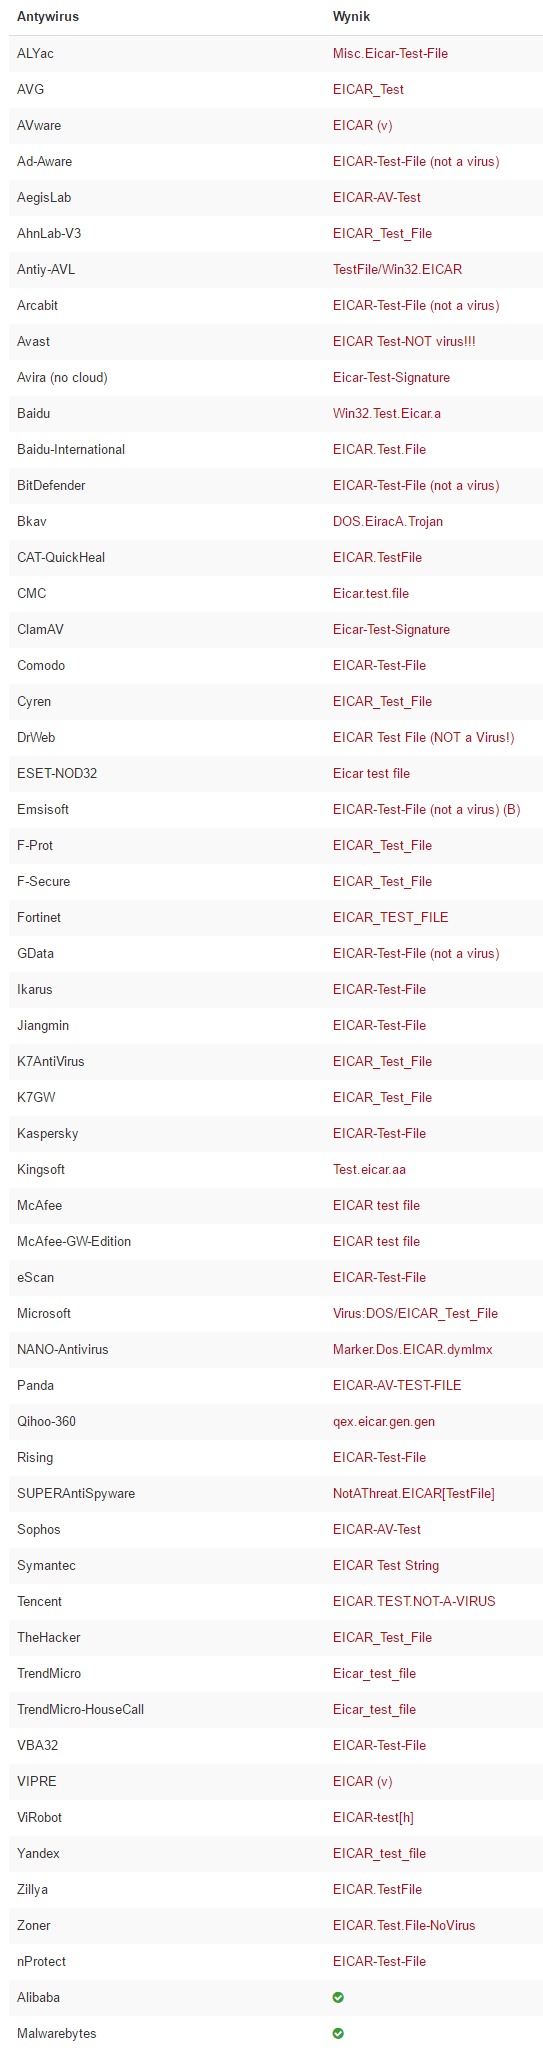 Antywirus Wynik
ALYac Misc.Eicar-Test-File
AVG EICAR_Test
AVware EICAR (v)
Ad-Aware EICAR-Test-File (not a virus)
AegisLab EICAR-AV-Test
AhnLab-V3 EICAR_Test_File
Antiy-AVL TestFile/Win32.EICAR
Arcabit EICAR-Test-File (not a virus)
Avast EICAR Test-NOT virus!!!
Avira (no cloud) Eicar-Test-Signature
Baidu Win32.Test.Eicar.a
Baidu-International EICAR.Test.File
BitDefender EICAR-Test-File (not a virus)
Bkav DOS.EiracA.Trojan
CAT-QuickHeal EICAR.TestFile
CMC Eicar.test.file
ClamAV Eicar-Test-Signature
Comodo EICAR-Test-File
Cyren EICAR_Test_File
DrWeb EICAR Test File (NOT a Virus!)
ESET-NOD32 Eicar test file
Emsisoft EICAR-Test-File (not a virus) (B)
F-Prot EICAR_Test_File
F-Secure EICAR_Test_File
Fortinet EICAR_TEST_FILE
GData EICAR-Test-File (not a virus)
Ikarus EICAR-Test-File
Jiangmin EICAR-Test-File
K7AntiVirus EICAR_Test_File
K7GW EICAR_Test_File
Kaspersky EICAR-Test-File
Kingsoft Test.eicar.aa
McAfee EICAR test file
McAfee-GW-Edition EICAR test file
eScan EICAR-Test-File
Microsoft Virus:DOS/EICAR_Test_File
NANO-Antivirus Marker.Dos.EICAR.dymlmx
Panda EICAR-AV-TEST-FILE
Qihoo-360 qex.eicar.gen.gen
Rising EICAR-Test-File
SUPERAntiSpyware NotAThreat.EICAR[TestFile]
Sophos EICAR-AV-Test
Symantec EICAR Test String
Tencent EICAR.TEST.NOT-A-VIRUS
TheHacker EICAR_Test_File
TrendMicro Eicar_test_file
TrendMicro-HouseCall Eicar_test_file
VBA32 EICAR-Test-File
VIPRE EICAR (v)
ViRobot EICAR-test[h]
Yandex EICAR_test_file
Zillya EICAR.TestFile
Zoner EICAR.Test.File-NoVirus
nProtect EICAR-Test-File
Alibaba
Malwarebytes